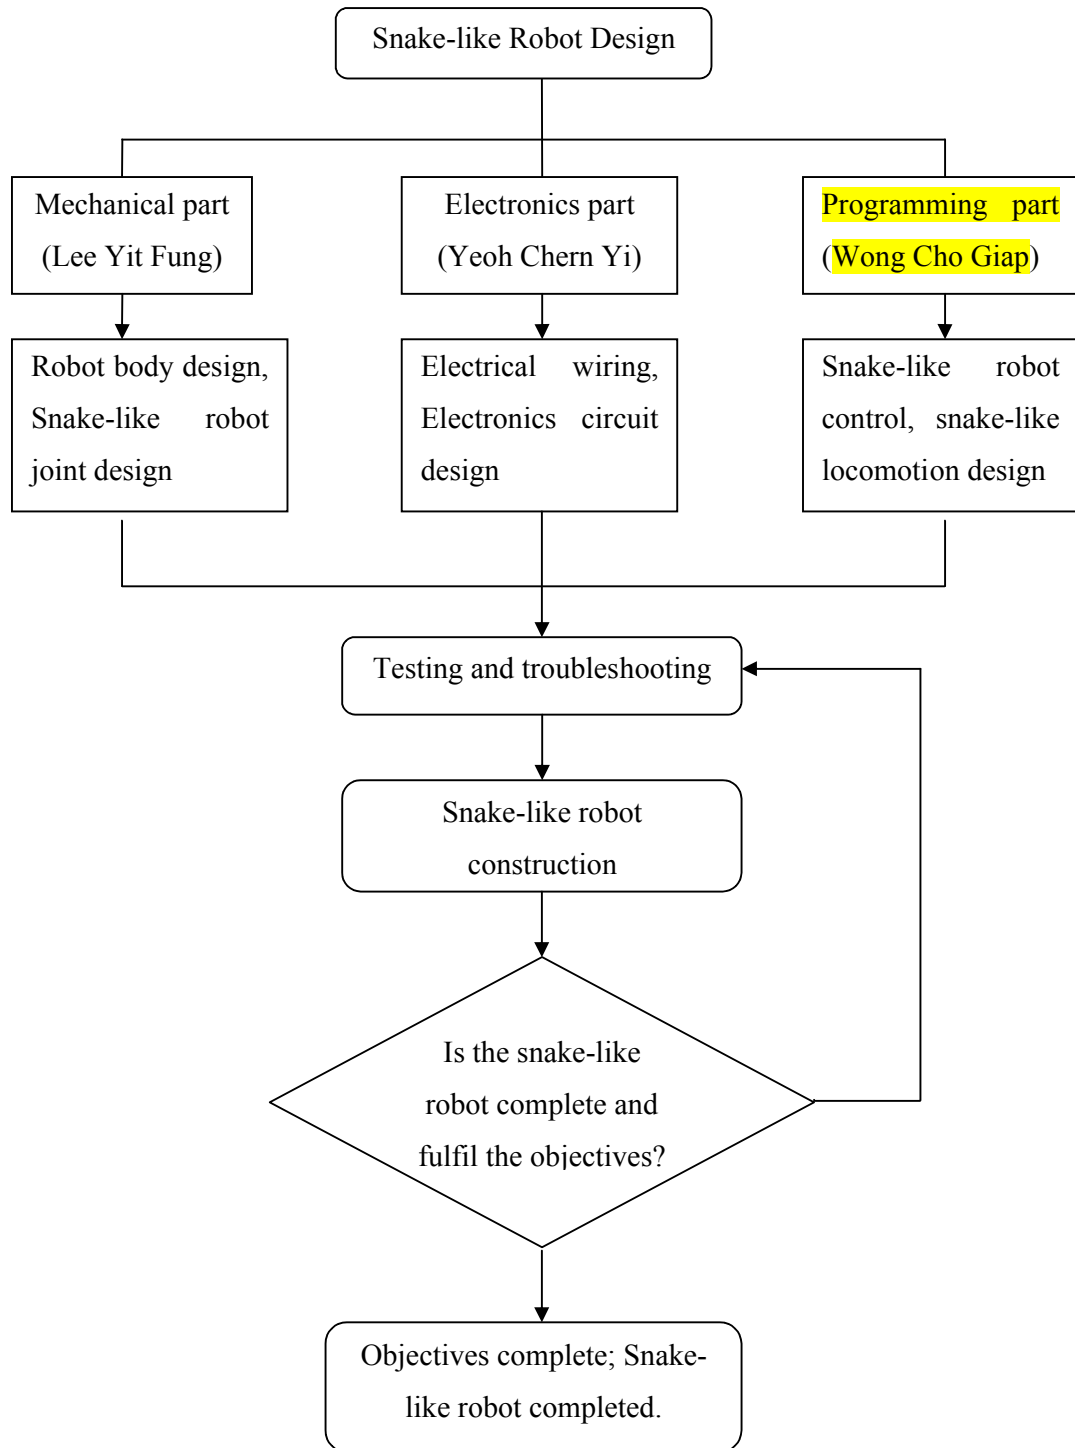 Snake-like Robot Design
Mechanical part
(Lee Yit Fung)
Electronics part
(Yeoh Chern Yi)
Programming part
(Wong Cho Giap)
Robot body design,
Snake-like robot
joint design
Electrical wiring,
Electronics circuit
design
Snake-like robot
control, snake-like
locomotion design
Testing and troubleshooting
Snake-like robot
construction
Is the snake-like
robot complete and
fulfil the objectives?
Objectives complete; Snake-
like robot completed.